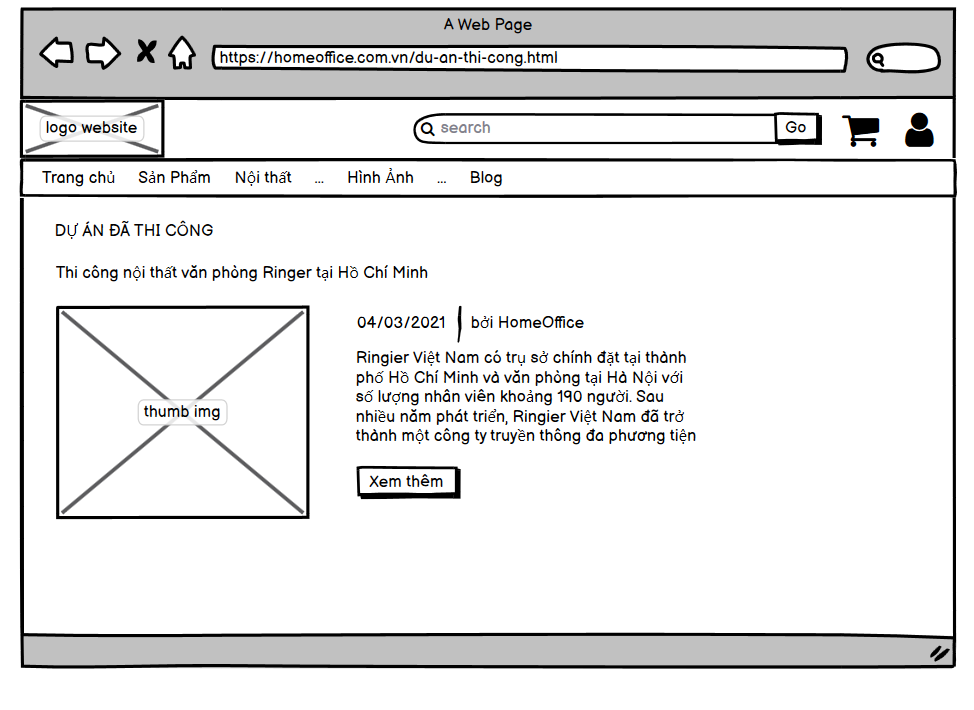 A Web Page
https://homeoffice.com.vn/du-an-thi-cong.html
logo website
search
Go
Trang chủ Sản Phẩm Nội thất ... Hình Ảnh ... Blog
DỰ ÁN ĐÃ THI CÔNG
Thi công nội thất văn phòng Ringer tại Hồ Chí Minh
thumb img
04/03/2021 bởi HomeOffice
Ringier Việt Nam có trụ sở chính đặt tại thành
phố Hồ Chí Minh và văn phòng tại Hà Nội với
số lượng nhân viên khoảng 190 người. Sau
nhiều năm phát triển, Ringier Việt Nam đã trở
thành một công ty truyền thông đa phương tiện
Xem thêm